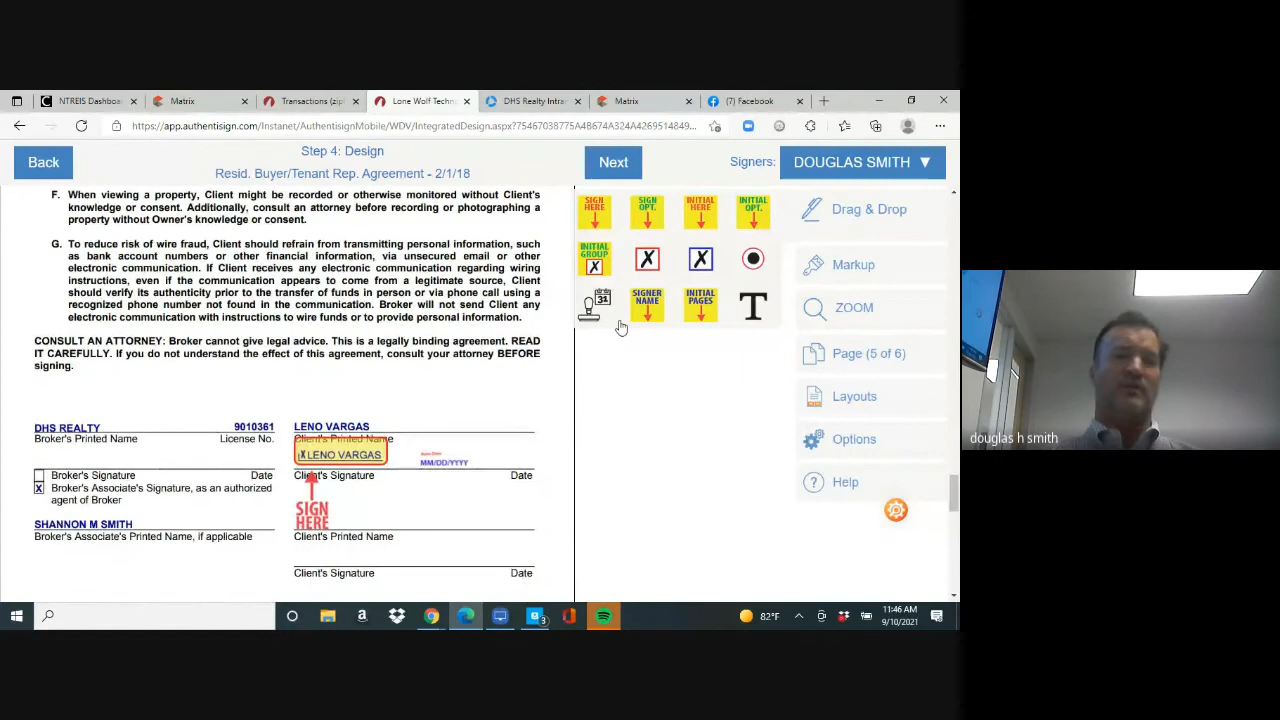 NTREIS Dashboa
Matrix
Transactions (zipl
Lone Wolf Techn
DHS Realty Intra
Matrix
(7) Facebook
https://app.authentisign.com/Instanet/AuthentisignMobile/WDV/IntegratedDesign.aspx?75467038775A4B674A324A4269514849...
Back
Step 4: Design
Resid. Buyer/Tenant Rep. Agreement - 2/1/18
Next
Signers:
DOUGLAS SMITH ▼
F. When viewing a property, Client might be recorded or otherwise monitored without Client's
knowledge or consent. Additionally, consult an attorney before recording or photographing a
property without Owner's knowledge or consent.
G. To reduce risk of wire fraud, Client should refrain from transmitting personal information, such
as bank account numbers or other financial information, via unsecured email or other
electronic communication. If Client receives any electronic communication regarding wiring
instructions, even if the communication appears to come from a legitimate source, Client
should verify its authenticity prior to the transfer of funds in person or via phone call using a
recognized phone number not found in the communication. Broker will not send Client any
electronic communication with instructions to wire funds or to provide personal information.
CONSULT AN ATTORNEY: Broker cannot give legal advice. This is a legally binding agreement. READ
IT CAREFULLY. If you do not understand the effect of this agreement, consult your attorney BEFORE
signing.
DHS REALTY 9010361
Broker's Printed Name License No.
LENO VARGAS
Client's Printed Name
X LENO VARGAS
MM/DD/YYYY
Broker's Signature Date
Client's Signature Date
X Broker's Associate's Signature, as an authorized
agent of Broker
SIGN
HERE
SHANNON M SMITH
Broker's Associate's Printed Name, if applicable
Client's Printed Name
Client's Signature Date
SIGN
HERE
SIGN
OPT.
INITIAL
HERE
INITIAL
OPT.
INITIAL
GROUP
X
X
X
31
SIGNER
NAME
INITIAL
PAGES
T
Drag & Drop
Markup
ZOOM
Page (5 of 6)
Layouts
Options
Help
douglas h smith
3
82°F
11:46 AM
9/10/2021